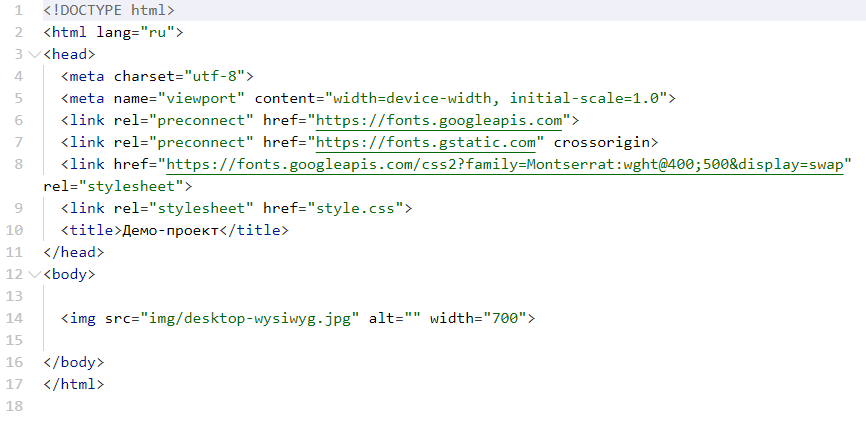 1 <!DOCTYPE html>
2 <html lang="ru">
3 <head>
4 <meta charset="utf-8">
5 <meta name="viewport" content="width=device-width, initial-scale=1.0">
6 <link rel="preconnect" href="https://fonts.googleapis.com">
7 <link rel="preconnect" href="https://fonts.gstatic.com" crossorigin>
8 <link href="https://fonts.googleapis.com/css2?family=Montserrat:wght@400;500&display=swap"
rel="stylesheet">
9 <link rel="stylesheet" href="style.css">
10 <title>Демо-проект</title>
11 </head>
12 <body>
13
14 <img src="img/desktop-wysiwyg.jpg" alt="" width="700">
15
16 </body>
17 </html>
18